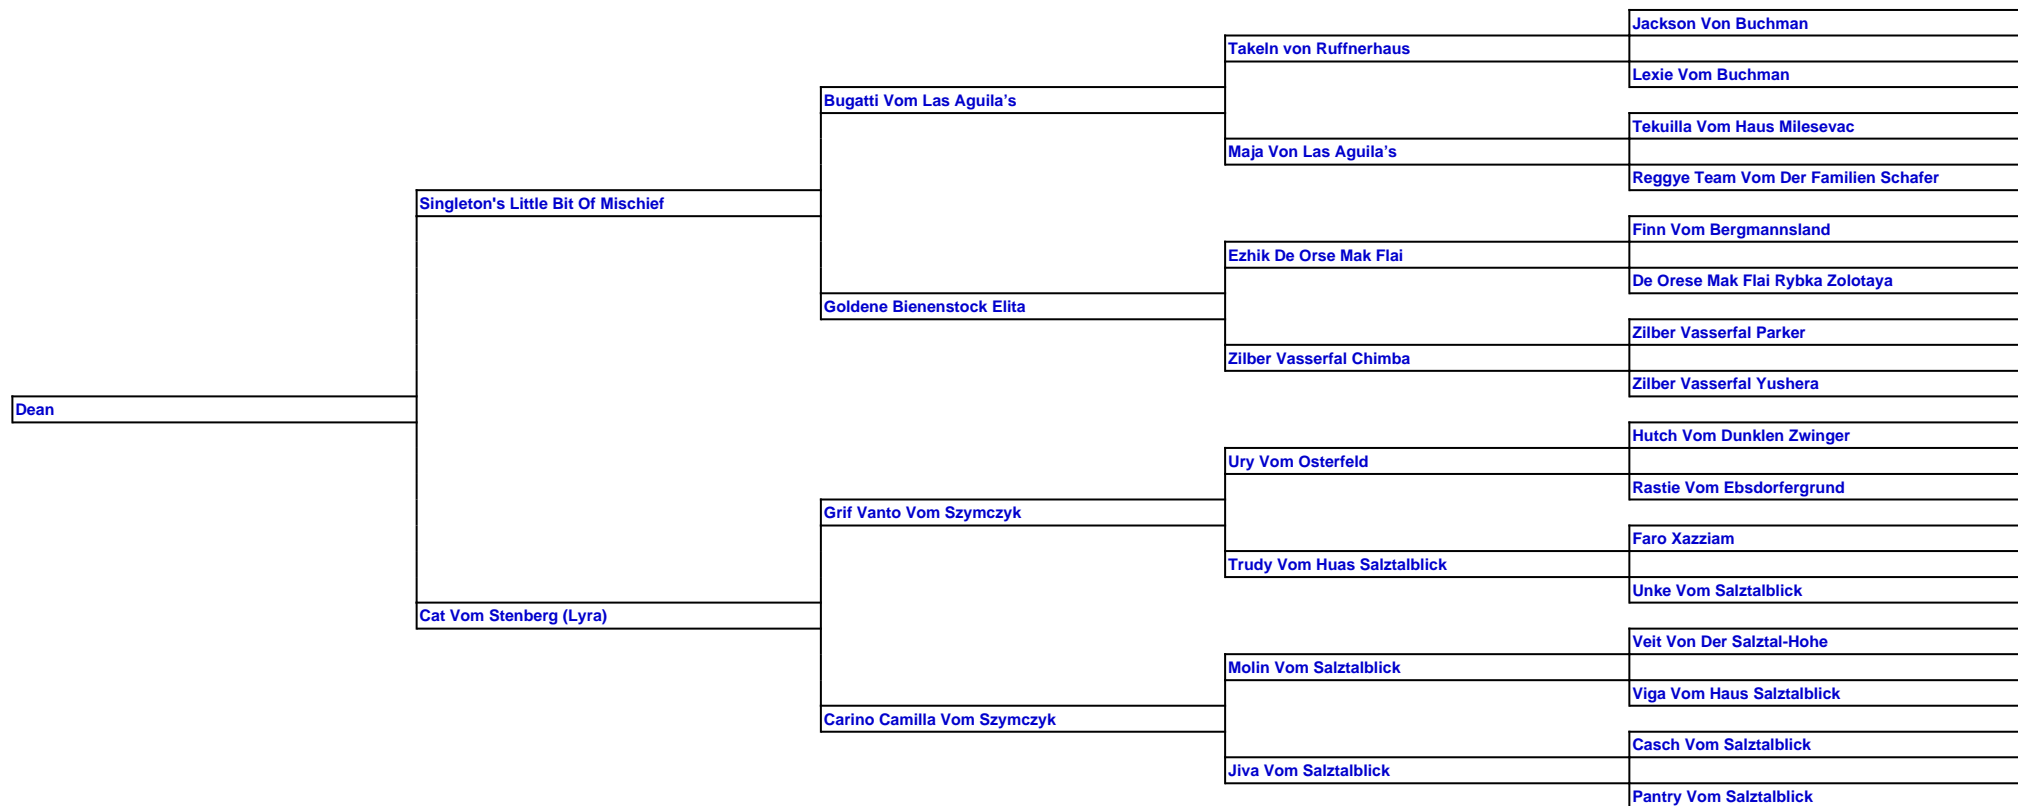 Jackson Von Buchman
Takeln von Ruffnerhaus
Lexie Vom Buchman
Bugatti Vom Las Aguila’s
Tekuilla Vom Haus Milesevac
Maja Von Las Aguila’s
Reggye Team Vom Der Familien Schafer
Singleton's Little Bit Of Mischief
Finn Vom Bergmannsland
Ezhik De Orse Mak Flai
De Orese Mak Flai Rybka Zolotaya
Goldene Bienenstock Elita
Zilber Vasserfal Parker
Zilber Vasserfal Chimba
Zilber Vasserfal Yushera
Dean
Hutch Vom Dunklen Zwinger
Ury Vom Osterfeld
Rastie Vom Ebsdorfergrund
Grif Vanto Vom Szymczyk
Faro Xazziam
Trudy Vom Huas Salztalblick
Unke Vom Salztalblick
Cat Vom Stenberg (Lyra)
Veit Von Der Salztal-Hohe
Molin Vom Salztalblick
Viga Vom Haus Salztalblick
Carino Camilla Vom Szymczyk
Casch Vom Salztalblick
Jiva Vom Salztalblick
Pantry Vom Salztalblick